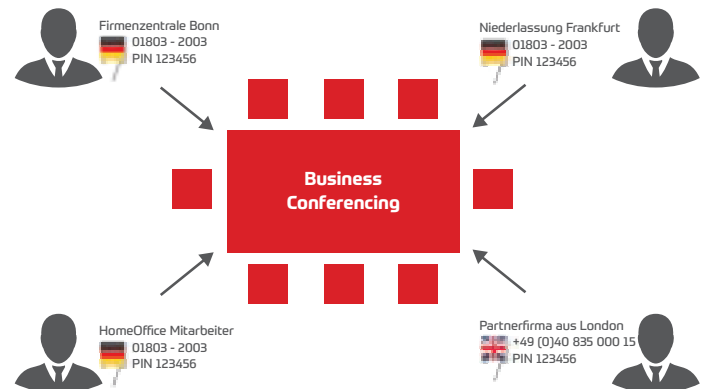 Firmenzentrale Bonn
01803 - 2003
PIN 123456
Niederlassung Frankfurt
01803 - 2003
PIN 123456
Business
Conferencing
HomeOffice Mitarbeiter
01803 - 2003
PIN 123456
Partnerfirma aus London
+49 (0)40 835 000 15
PIN 123456